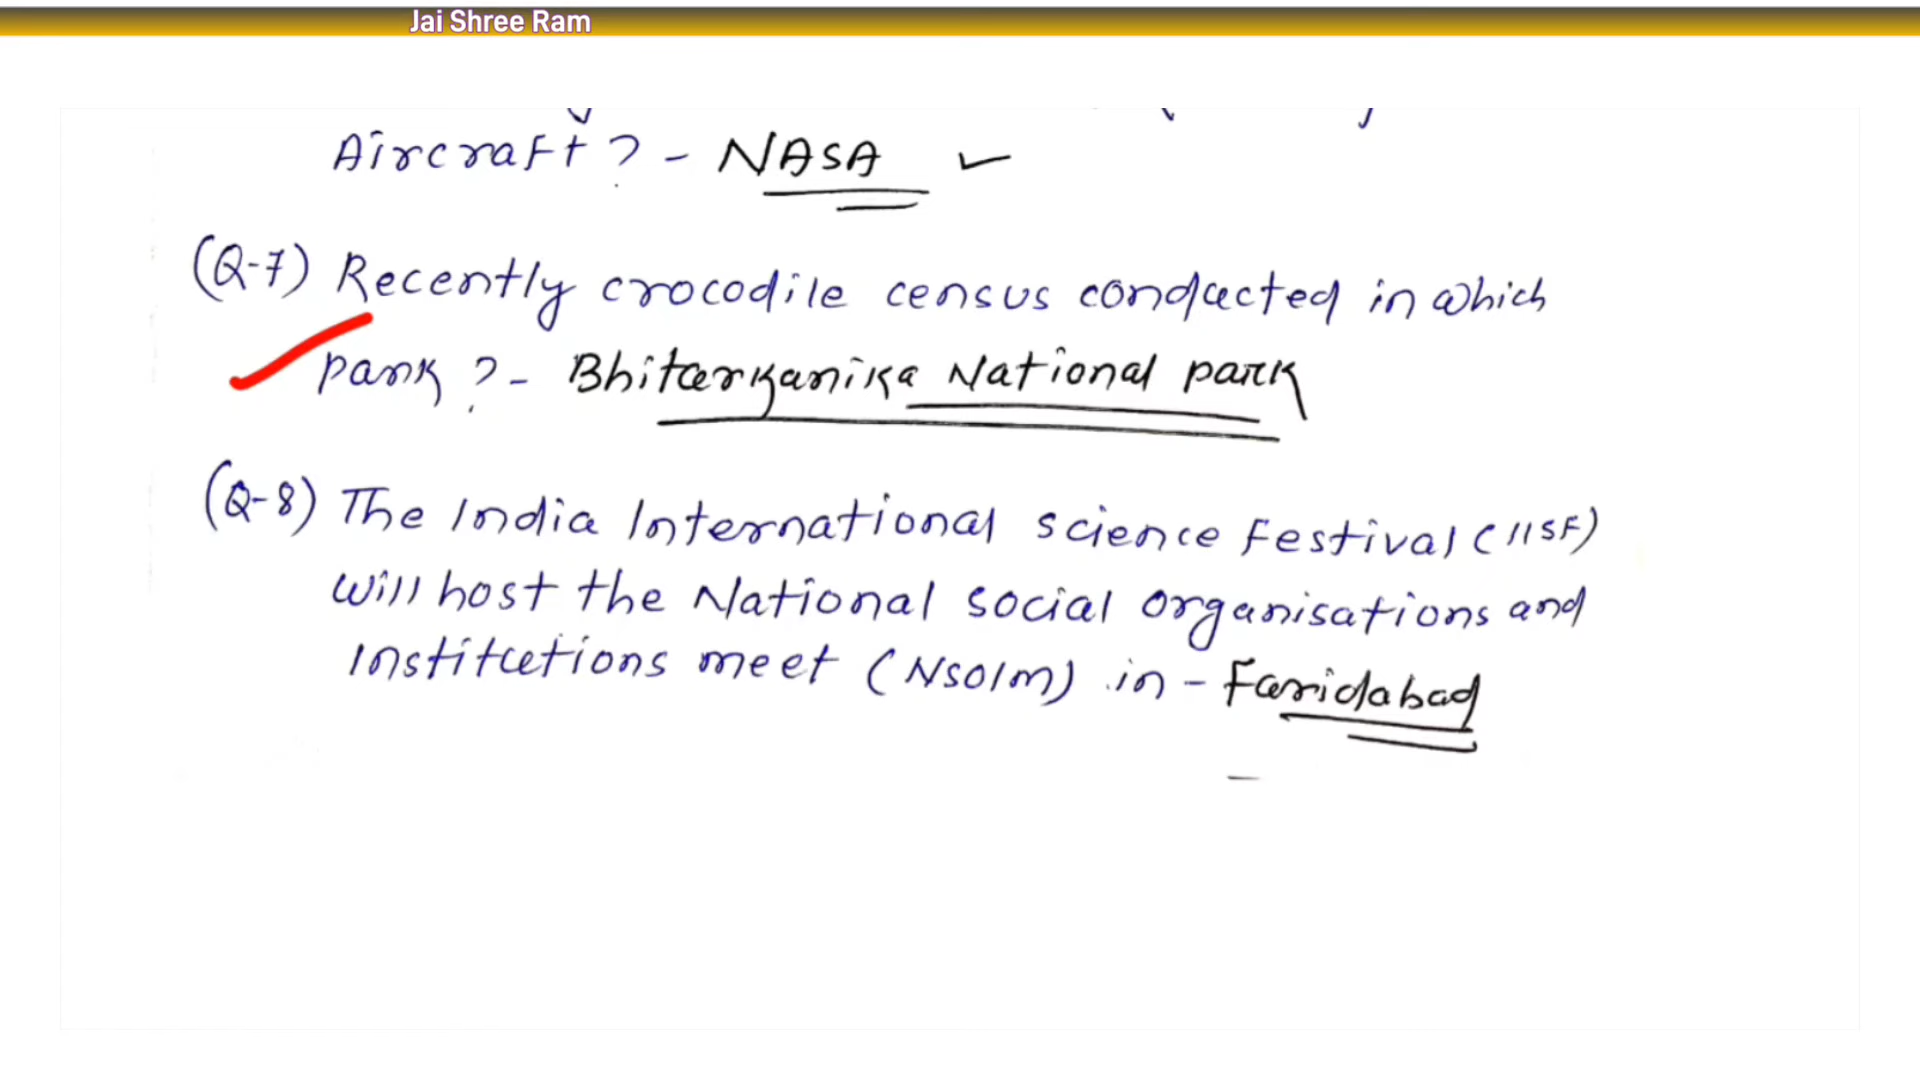 Jai Shree Ram
Aircraft ? - NASA
(Q-7) Recently crocodile census conducted in which
park ? - Bhitarkanika National park
(Q-8) The India International science Festival (IISF)
will host the National social organisations and
Institutions meet (NSOIM) in - Faridabad